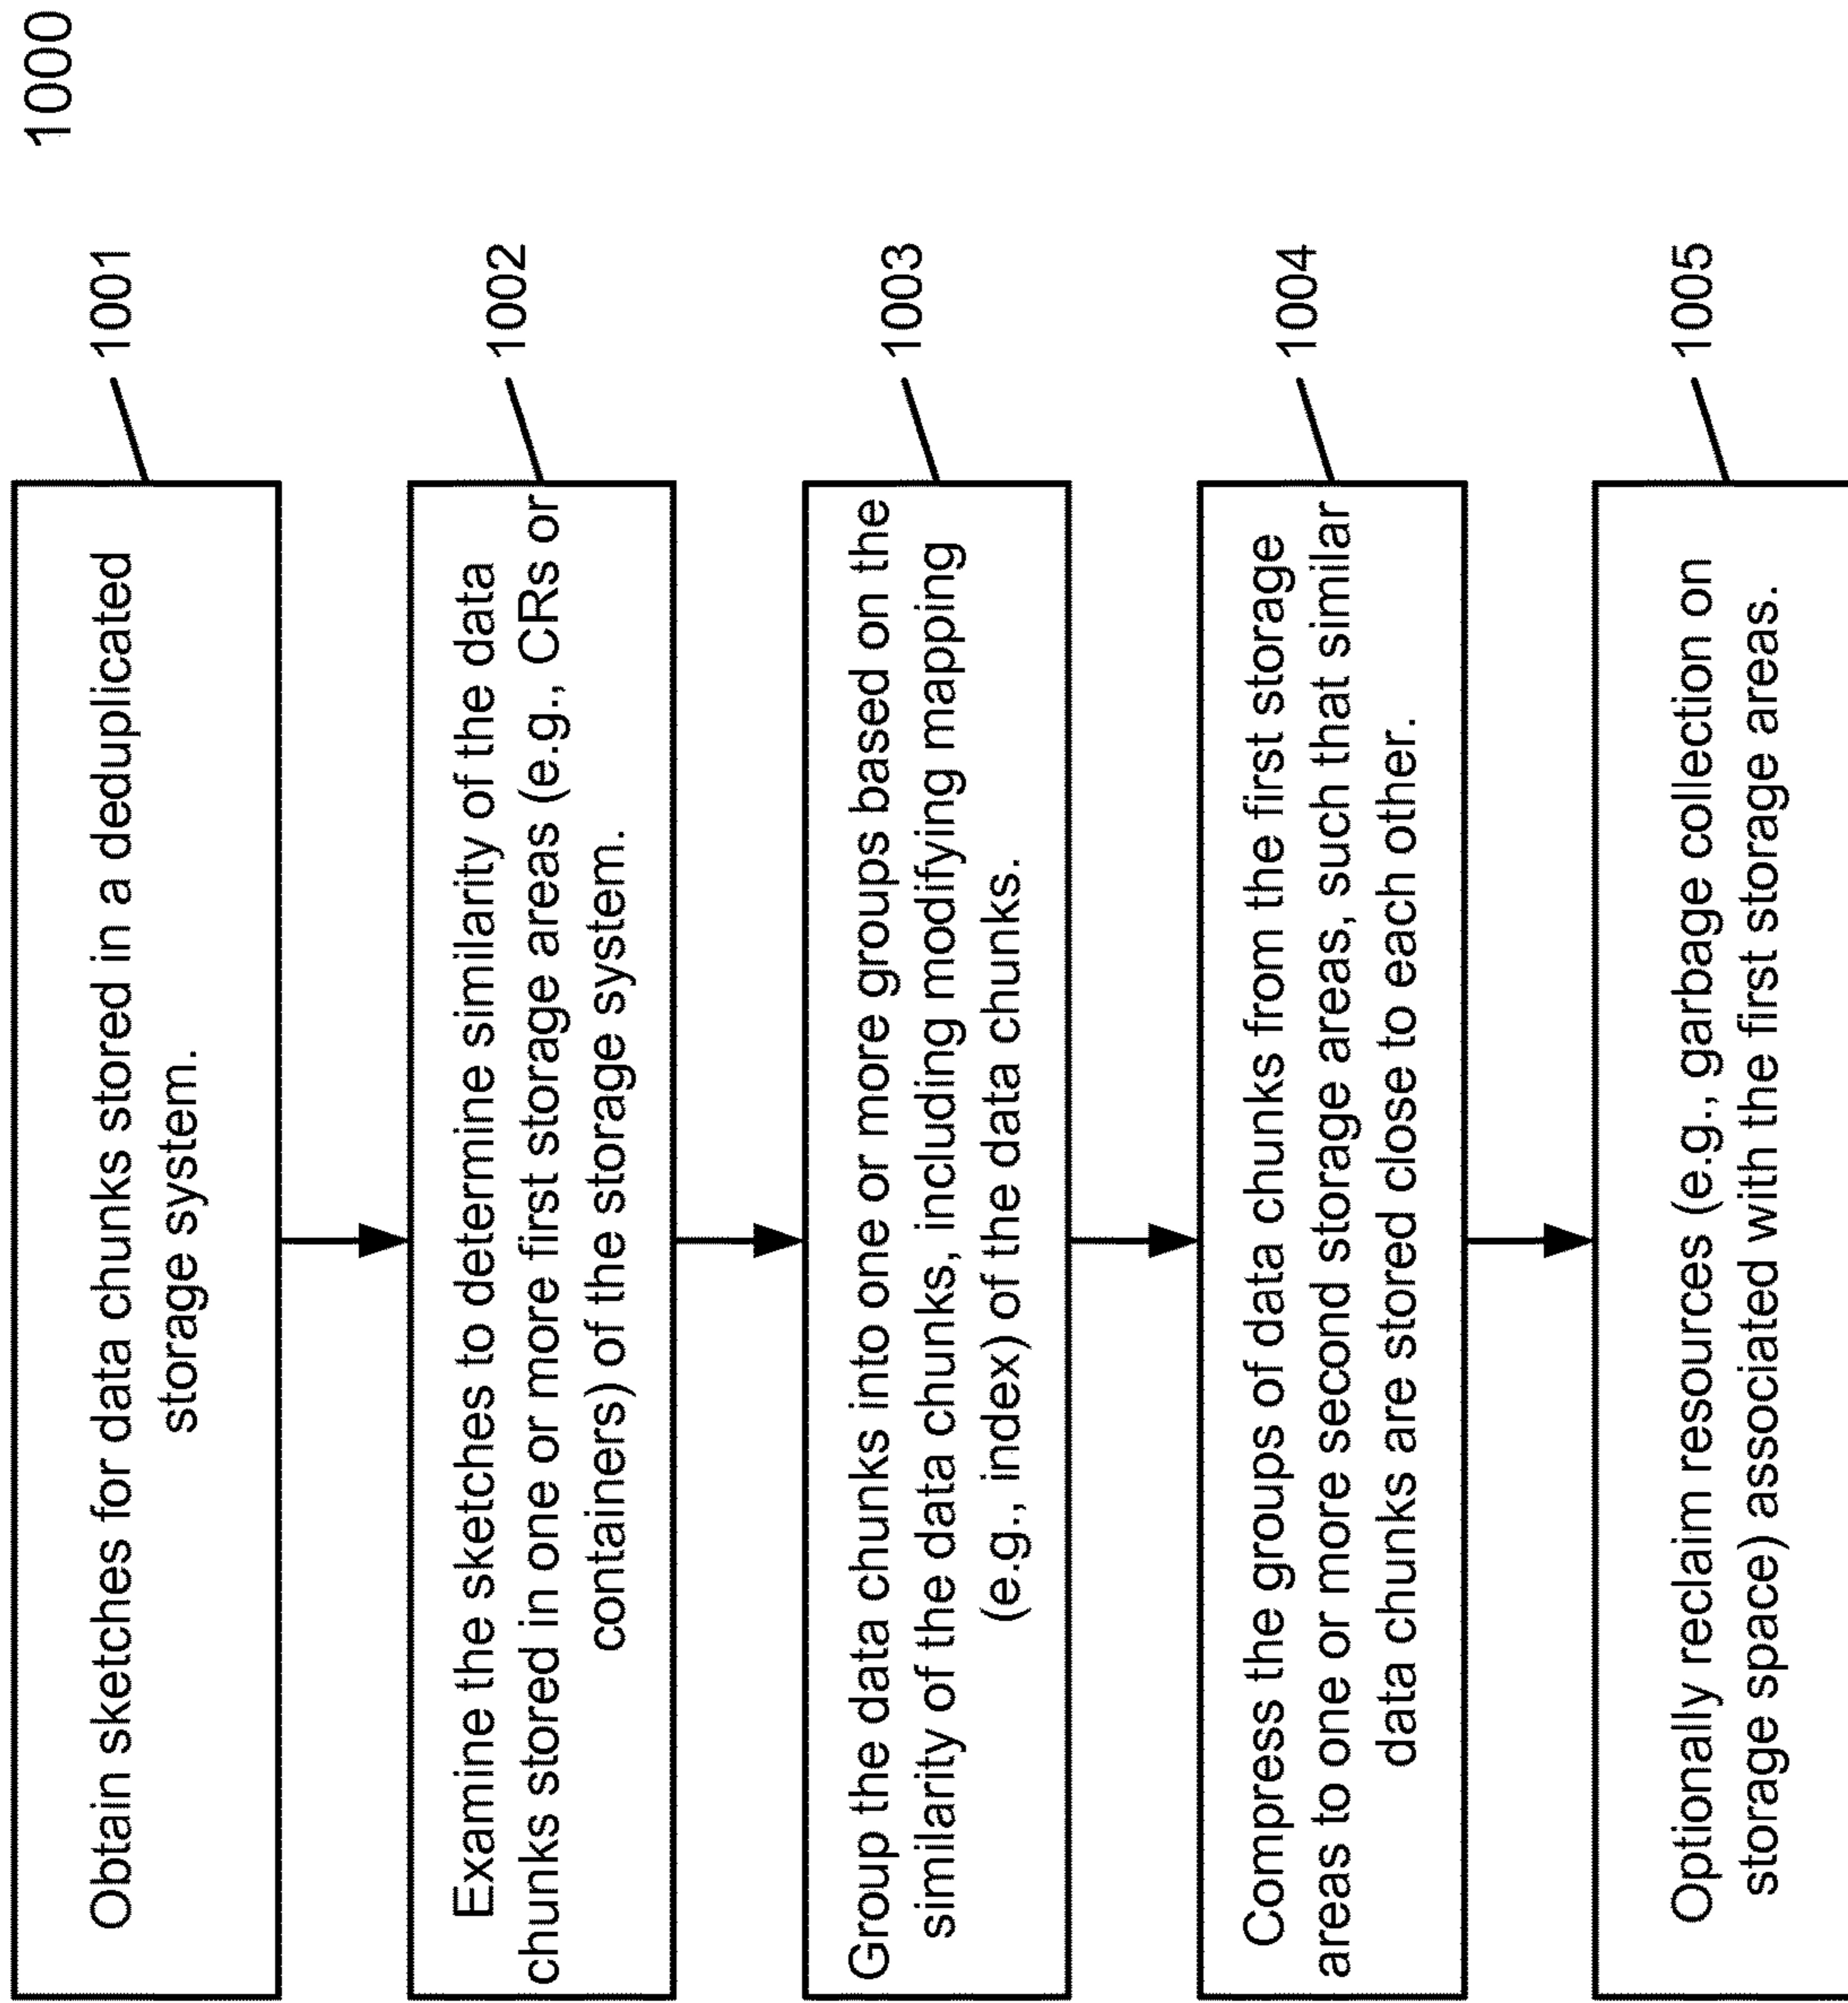 1000
Obtain sketches for data chunks stored in a deduplicated
storage system.
1001
Examine the sketches to determine similarity of the data
chunks stored in one or more first storage areas (e.g., CRs or
containers) of the storage system.
1002
Group the data chunks into one or more groups based on the
similarity of the data chunks, including modifying mapping
(e.g., index) of the data chunks.
1003
Compress the groups of data chunks from the first storage
areas to one or more second storage areas, such that similar
data chunks are stored close to each other.
1004
Optionally reclaim resources (e.g., garbage collection on
storage space) associated with the first storage areas.
1005